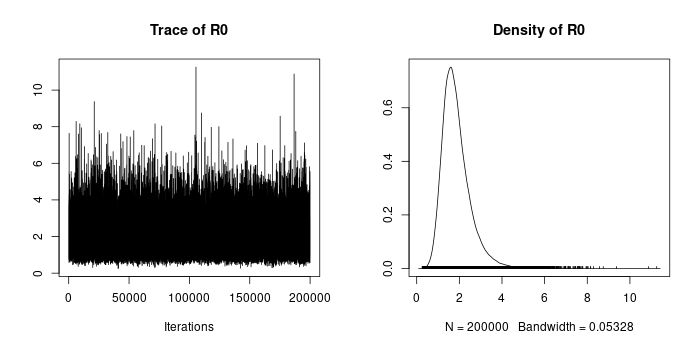 Trace of R0
0
2
4
6
8
10
0 50000 100000 150000 200000
Iterations
Density of R0
0.0
0.2
0.4
0.6
0 2 4 6 8 10
N = 200000 Bandwidth = 0.05328